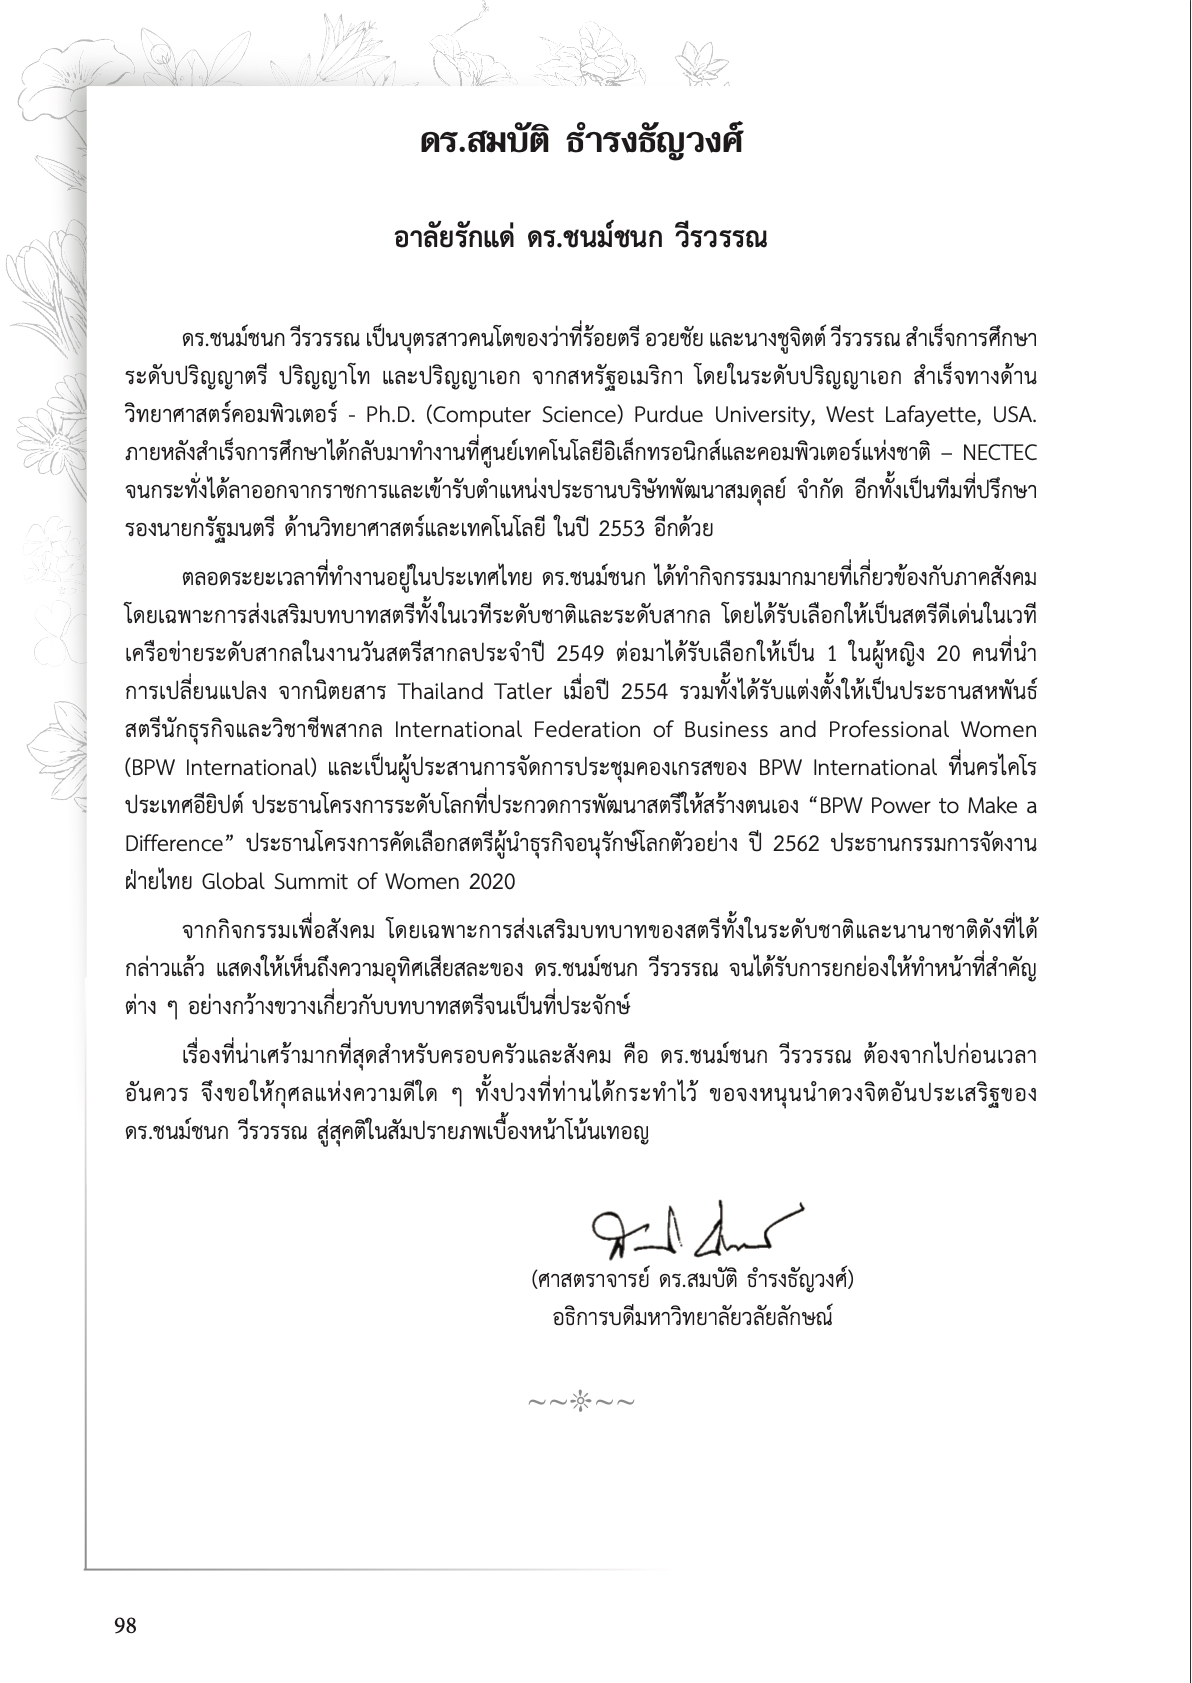 ดร.สมบัติ ธำรงธัญวงศ์
อาลัยรักแด่ ดร.ชนม์ชนก วีรวรรณ
ดร.ชนม์ชนก วีรวรรณ เป็นบุตรสาวคนโตของว่าที่ร้อยตรี อวยชัย และนางชูจิตต์ วีรวรรณ สำเร็จการศึกษา
ระดับปริญญาตรี ปริญญาโท และปริญญาเอก จากสหรัฐอเมริกา โดยในระดับปริญญาเอก สำเร็จทางด้าน
วิทยาศาสตร์คอมพิวเตอร์ - Ph.D. (Computer Science) Purdue University, West Lafayette, USA.
ภายหลังสำเร็จการศึกษาได้กลับมาทำงานที่ศูนย์เทคโนโลยีอิเล็กทรอนิกส์และคอมพิวเตอร์แห่งชาติ – NECTEC
จนกระทั่งได้ลาออกจากราชการและเข้ารับตำแหน่งประธานบริษัทพัฒนาสมดุลย์ จำกัด อีกทั้งเป็นทีมที่ปรึกษา
รองนายกรัฐมนตรี ด้านวิทยาศาสตร์และเทคโนโลยี ในปี 2553 อีกด้วย
ตลอดระยะเวลาที่ทำงานอยู่ในประเทศไทย ดร.ชนม์ชนก ได้ทำกิจกรรมมากมายที่เกี่ยวข้องกับภาคสังคม
โดยเฉพาะการส่งเสริมบทบาทสตรีทั้งในเวทีระดับชาติและระดับสากล โดยได้รับเลือกให้เป็นสตรีดีเด่นในเวที
เครือข่ายระดับสากลในงานวันสตรีสากลประจำปี 2549 ต่อมาได้รับเลือกให้เป็น 1 ในผู้หญิง 20 คนที่นำ
การเปลี่ยนแปลง จากนิตยสาร Thailand Tatler เมื่อปี 2554 รวมทั้งได้รับแต่งตั้งให้เป็นประธานสหพันธ์
สตรีนักธุรกิจและวิชาชีพสากล International Federation of Business and Professional Women
(BPW International) และเป็นผู้ประสานการจัดการประชุมคองเกรสของ BPW International ที่นครไคโร
ประเทศอียิปต์ ประธานโครงการระดับโลกที่ประกวดการพัฒนาสตรีให้สร้างตนเอง “BPW Power to Make a
Difference” ประธานโครงการคัดเลือกสตรีผู้นำธุรกิจอนุรักษ์โลกตัวอย่าง ปี 2562 ประธานกรรมการจัดงาน
ฝ่ายไทย Global Summit of Women 2020
จากกิจกรรมเพื่อสังคม โดยเฉพาะการส่งเสริมบทบาทของสตรีทั้งในระดับชาติและนานาชาติดังที่ได้
กล่าวแล้ว แสดงให้เห็นถึงความอุทิศเสียสละของ ดร.ชนม์ชนก วีรวรรณ จนได้รับการยกย่องให้ทำหน้าที่สำคัญ
ต่าง ๆ อย่างกว้างขวางเกี่ยวกับบทบาทสตรีจนเป็นที่ประจักษ์
เรื่องที่น่าเศร้ามากที่สุดสำหรับครอบครัวและสังคม คือ ดร.ชนม์ชนก วีรวรรณ ต้องจากไปก่อนเวลา
อันควร จึงขอให้กุศลแห่งความดีใด ๆ ทั้งปวงที่ท่านได้กระทำไว้ ขอจงหนุนนำดวงจิตอันประเสริฐของ
ดร.ชนม์ชนก วีรวรรณ สู่สุคติในสัมปรายภพเบื้องหน้าโน้นเทอญ
(ศาสตราจารย์ ดร.สมบัติ ธำรงธัญวงศ์)
อธิการบดีมหาวิทยาลัยวลัยลักษณ์
98